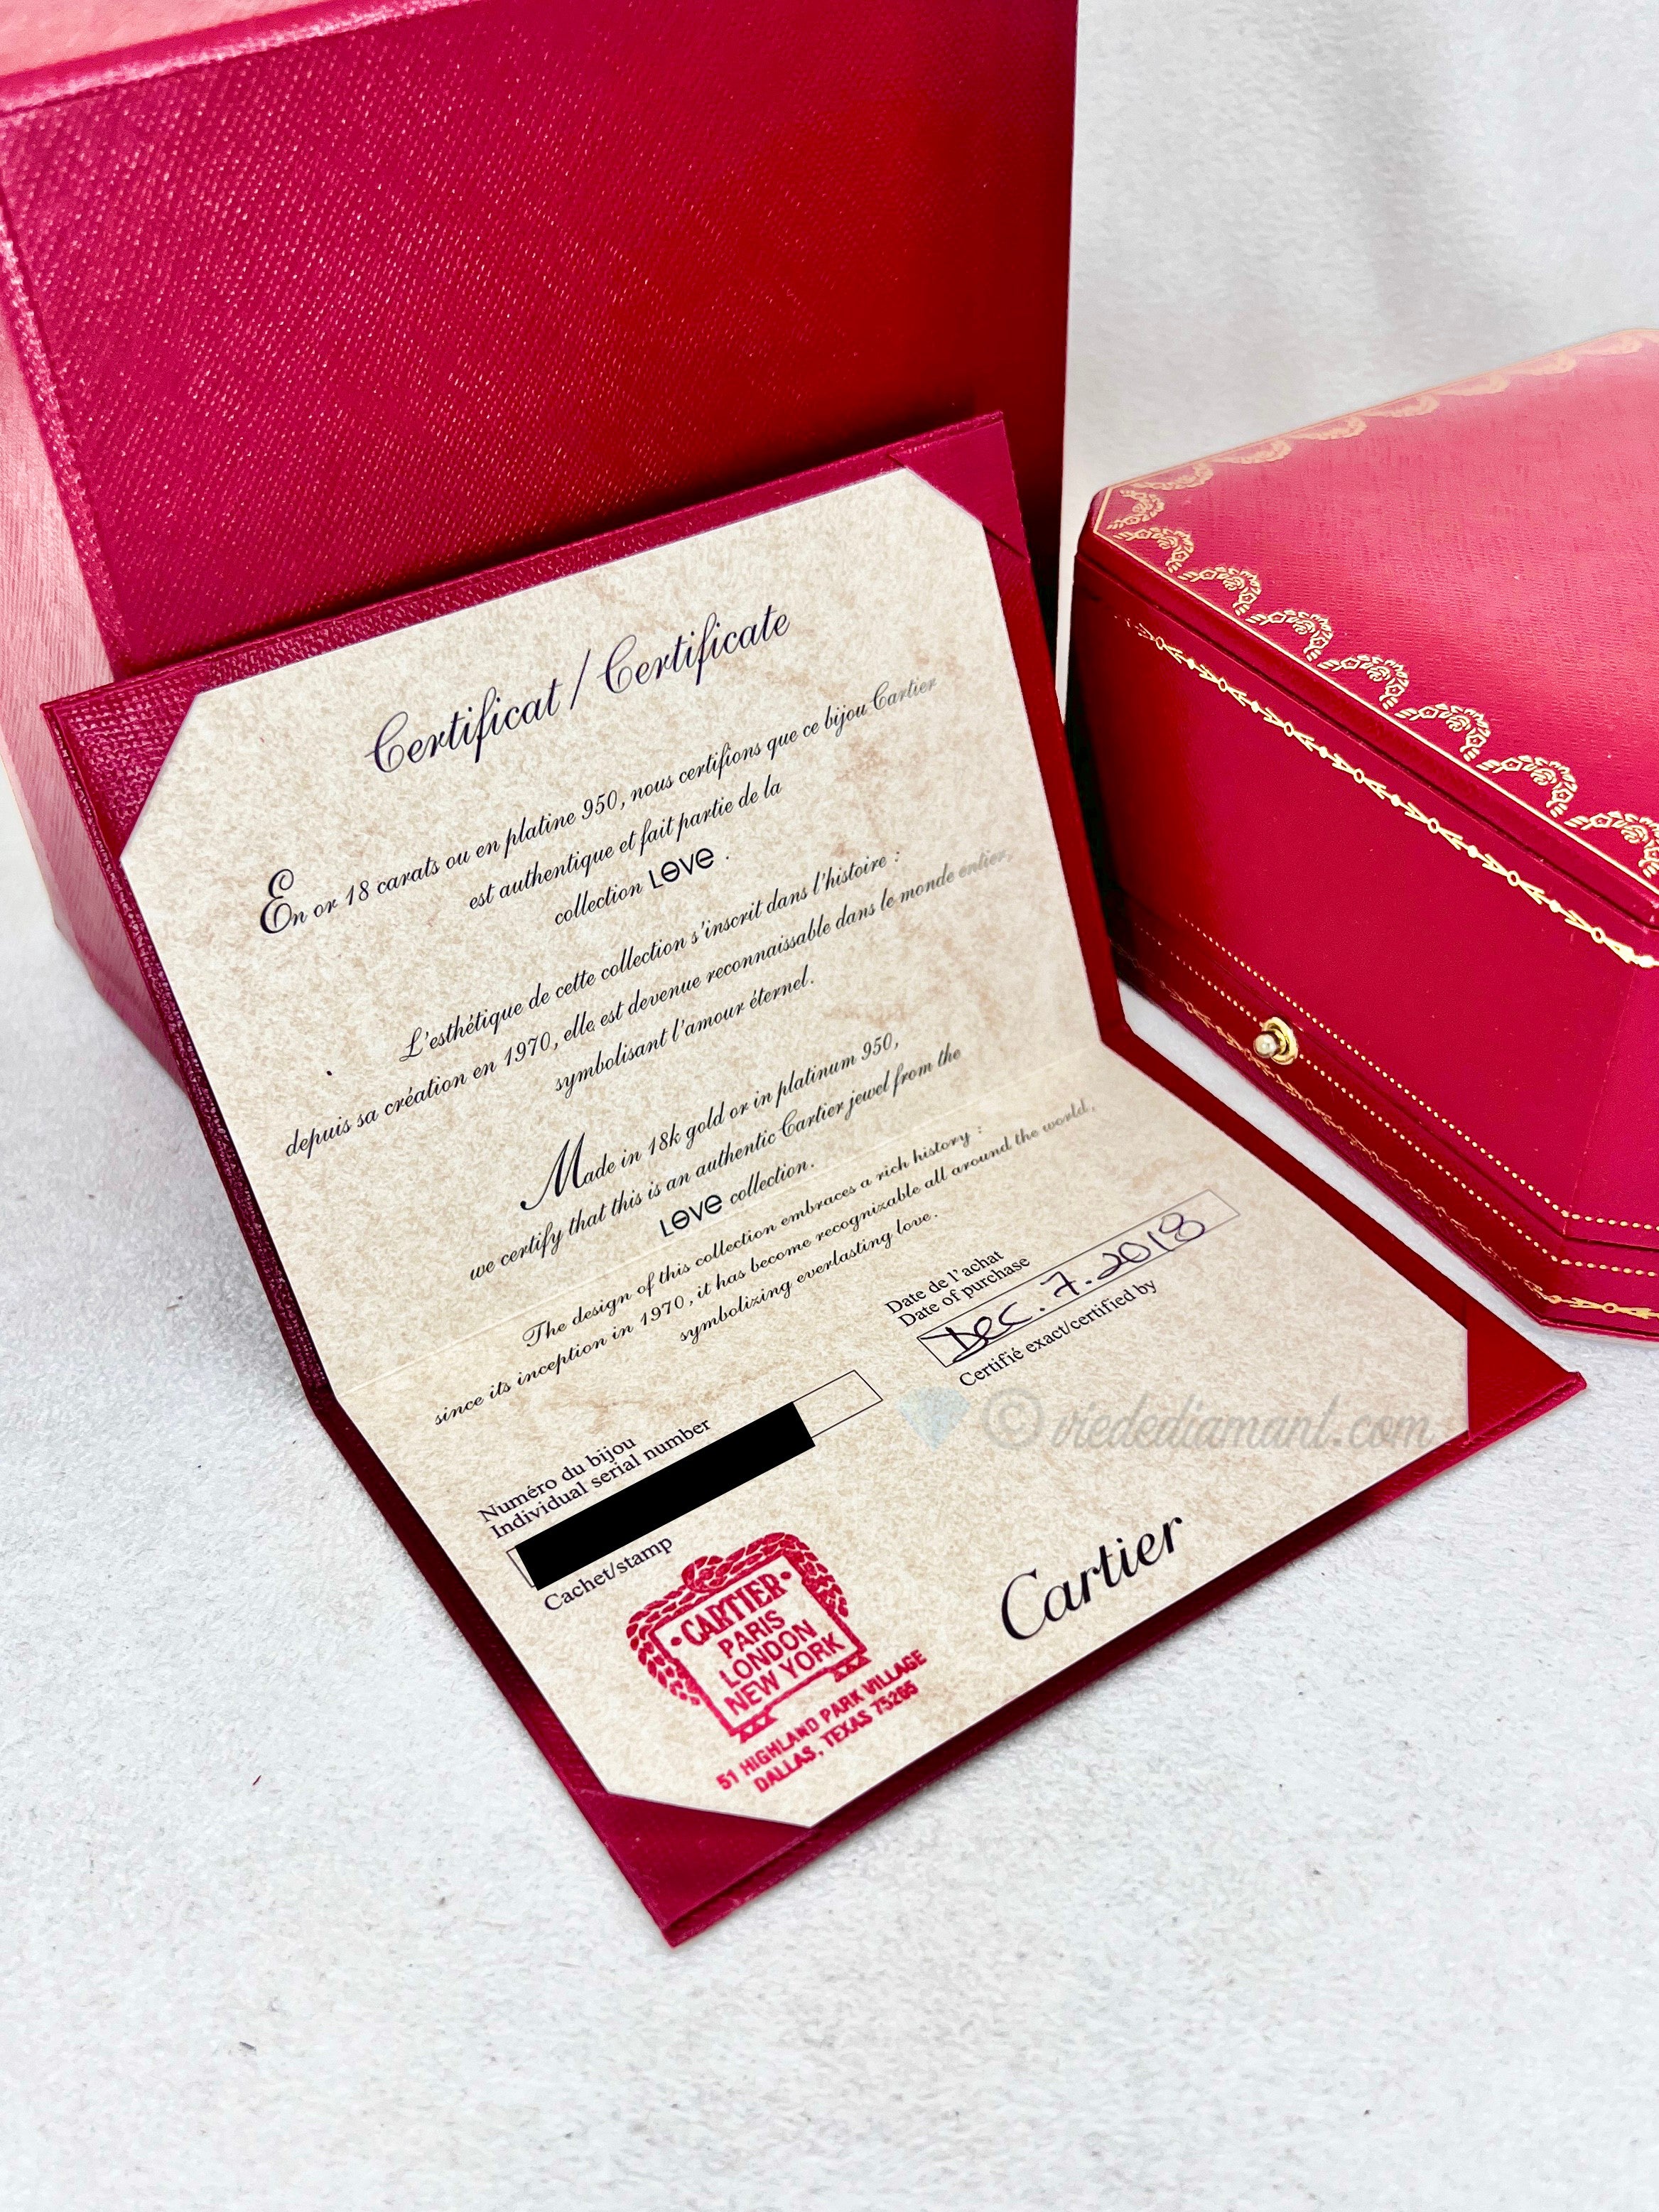 Certificat / Certificate
En or 18 carats ou en platine 950, nous certifions que ce bijou Cartier
est authentique et fait partie de la
collection LOVE .
L'esthétique de cette collection s'inscrit dans l'histoire :
depuis sa création en 1970, elle est devenue reconnaissable dans le monde entier,
symbolisant l'amour éternel.
Made in 18k gold or in platinum 950,
we certify that this is an authentic Cartier jewel from the
LOVE collection.
The design of this collection embraces a rich history :
since its inception in 1970, it has become recognizable all around the world,
symbolizing everlasting love.
Date de l'achat
Date of purchase
Dec. 7. 2018
Certifié exact/certified by
Numéro du bijou
Individual serial number
Cachet/stamp
© viedediamant.com
•CARTIER•
PARIS
LONDON
NEW YORK
51 HIGHLAND PARK VILLAGE
DALLAS, TEXAS 75205
Cartier